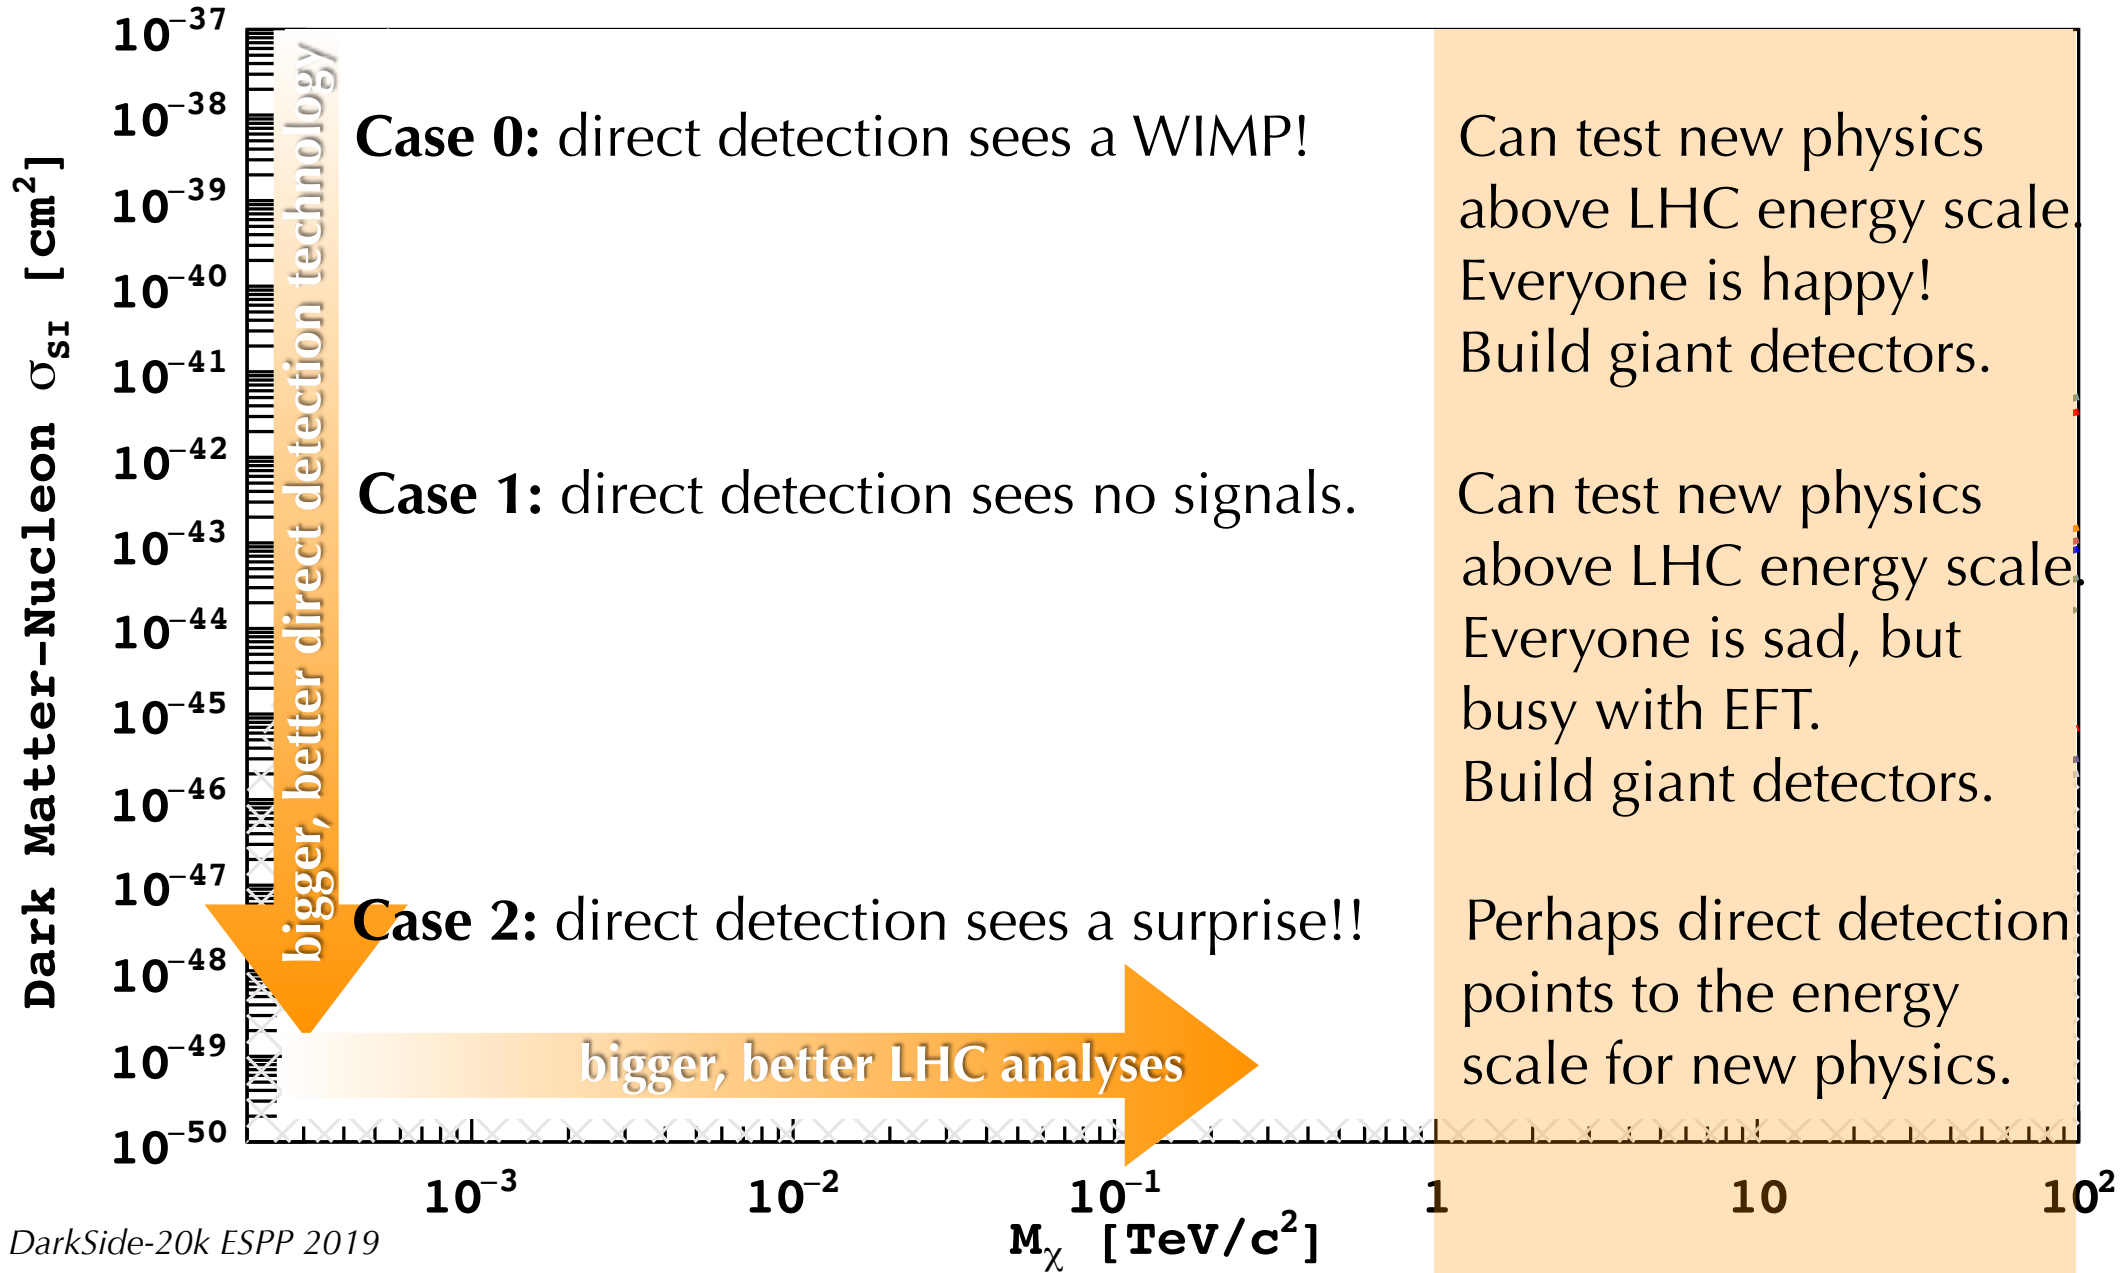 10⁻³⁷
10⁻³⁸
10⁻³⁹
10⁻⁴⁰
10⁻⁴¹
10⁻⁴²
10⁻⁴³
10⁻⁴⁴
10⁻⁴⁵
10⁻⁴⁶
10⁻⁴⁷
10⁻⁴⁸
10⁻⁴⁹
10⁻⁵⁰
Dark Matter-Nucleon σ_SI [cm²]
bigger, better direct detection technology
Case 0: direct detection sees a WIMP!
Can test new physics
above LHC energy scale.
Everyone is happy!
Build giant detectors.
Case 1: direct detection sees no signals.
Can test new physics
above LHC energy scale.
Everyone is sad, but
busy with EFT.
Build giant detectors.
Case 2: direct detection sees a surprise!!
Perhaps direct detection
points to the energy
scale for new physics.
bigger, better LHC analyses
10⁻³ 10⁻² 10⁻¹ 1 10 10²
M_χ [TeV/c²]
DarkSide-20k ESPP 2019